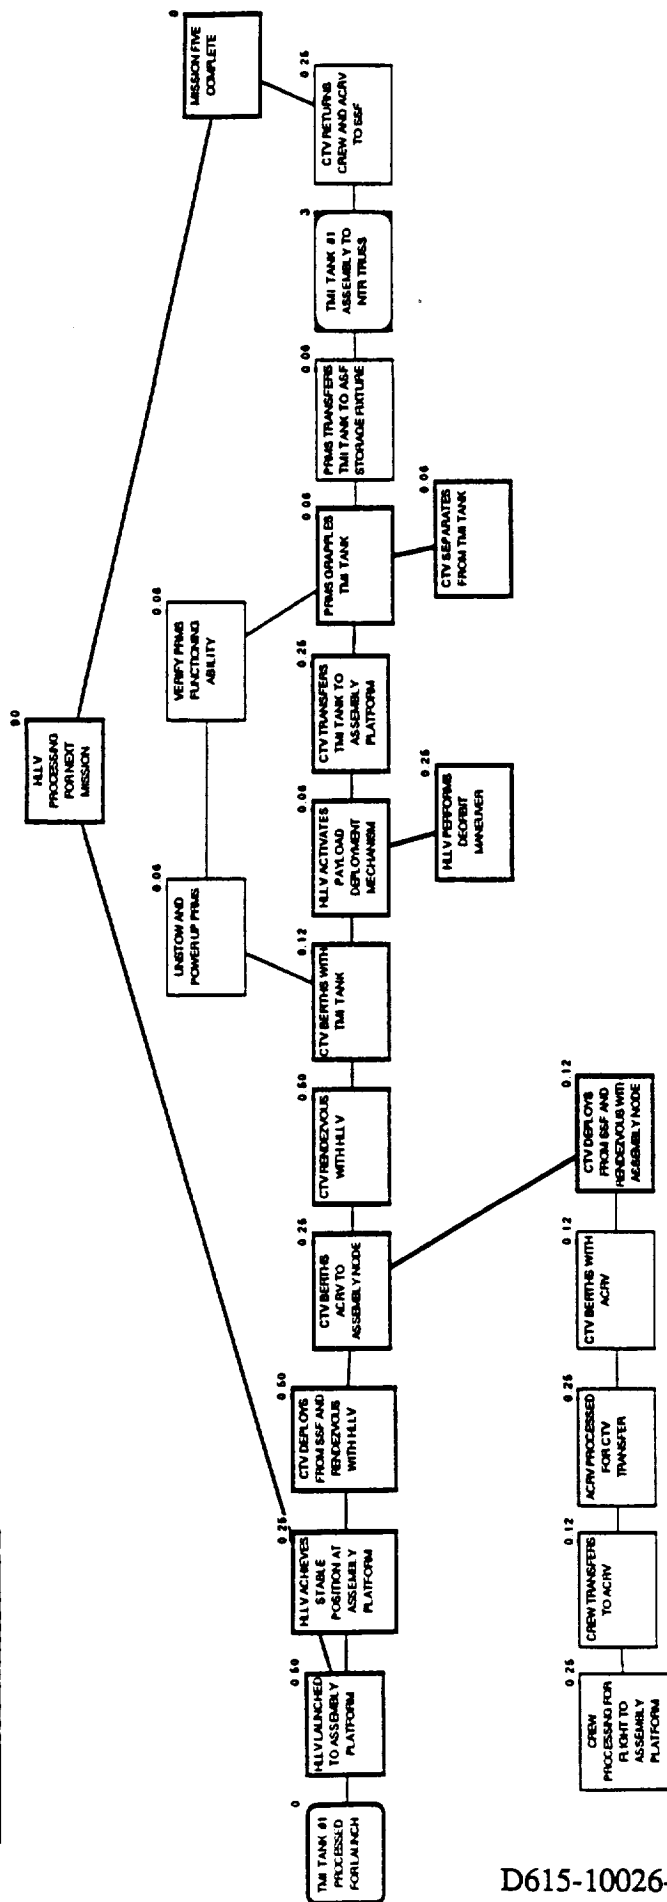 90
HLLV
PROCESSING
FOR NEXT
MISSION
0
MISSION FIVE
COMPLETE
0.06
UNSTOW AND
POWER UP PRMS
0.06
VERIFY PRMS
FUNCTIONING
ABILITY
0
TMI TANK #1
PROCESSED
FOR LAUNCH
0.50
HLLV LAUNCHED
TO ASSEMBLY
PLATFORM
0.25
HLLV ACHIEVES
STABLE
POSITION AT
ASSEMBLY
PLATFORM
0.50
CTV DEPLOYS
FROM SSF AND
RENDEZVOUS
WITH HLLV
0.25
CTV BERTHS
ACRV TO
ASSEMBLY NODE
0.50
CTV RENDEZVOUS
WITH HLLV
0.12
CTV BERTHS WITH
TMI TANK
0.06
HLLV ACTIVATES
PAYLOAD
DEPLOYMENT
MECHANISM
0.25
CTV TRANSFERS
TMI TANK TO
ASSEMBLY
PLATFORM
0.06
PRMS GRAPPLES
TMI TANK
0.06
PRMS TRANSFERS
TMI TANK TO ASF
STORAGE FIXTURE
3
TMI TANK #1
ASSEMBLY TO
NTR TRUSS
0.25
CTV RETURNS
CREW AND ACRV
TO SSF
0.25
HLLV PERFORMS
DEORBIT
MANEUVER
0.06
CTV SEPARATES
FROM TMI TANK
0.25
CREW
PROCESSING FOR
FLIGHT TO
ASSEMBLY
PLATFORM
0.12
CREW TRANSFERS
TO ACRV
0.25
ACRV PROCESSED
FOR CTV
TRANSFER
0.12
CTV BERTHS WITH
ACRV
0.12
CTV DEPLOYS
FROM SSF AND
RENDEZVOUS WITH
ASSEMBLY NODE
D615-10026-